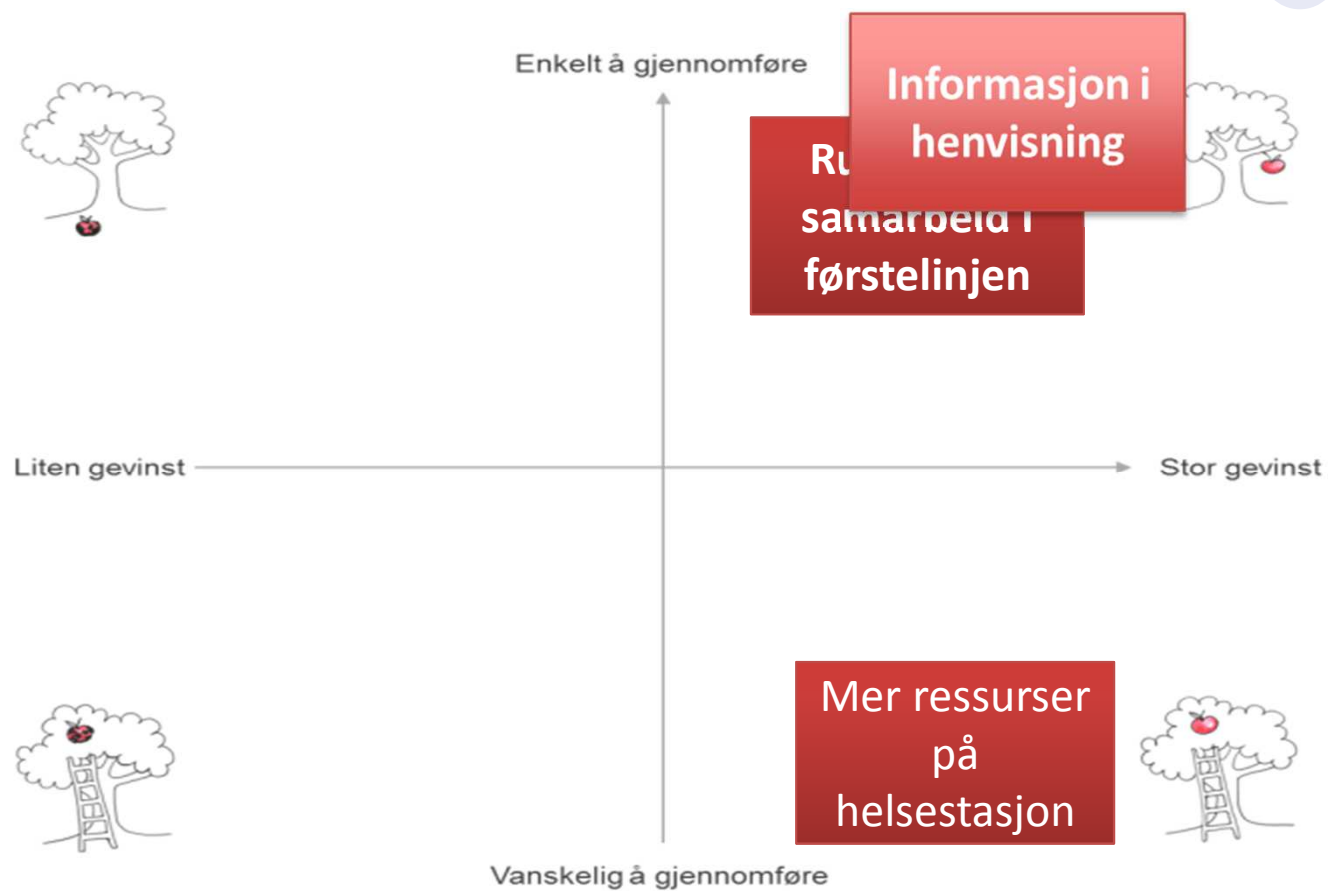 Enkelt å gjennomføre
Informasjon i
henvisning
samarbeid i
førstelinjen
Liten gevinst
Stor gevinst
Mer ressurser
på
helsestasjon
Vanskelig å gjennomføre